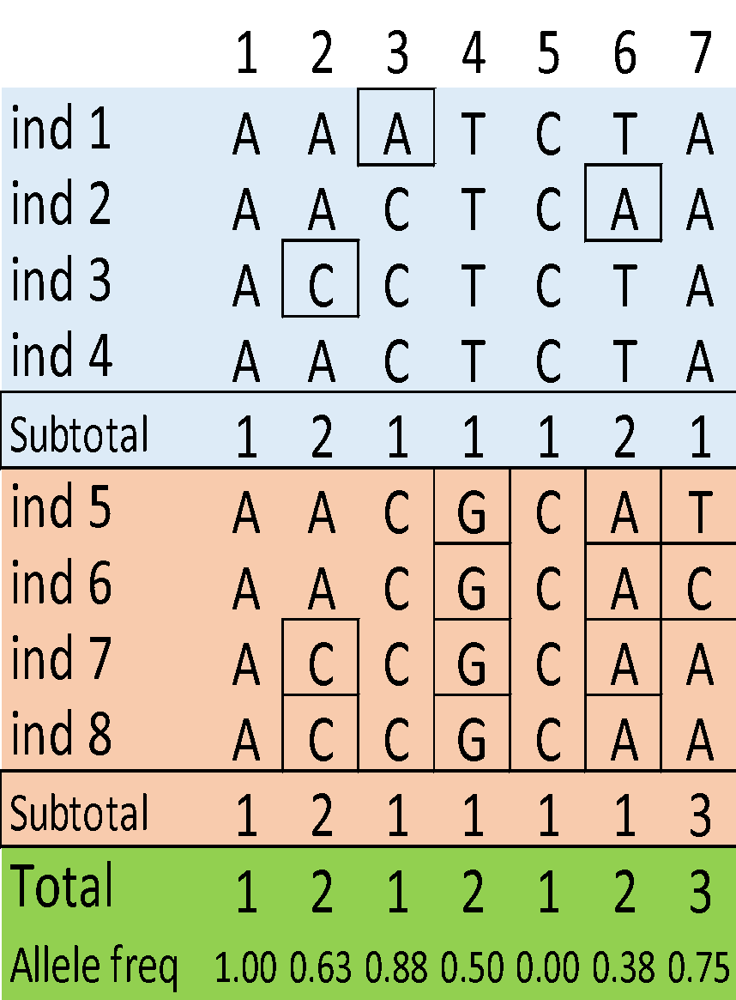 1 2 3 4 5 6 7
ind 1 A A A T C T A
ind 2 A A C T C A A
ind 3 A C C T C T A
ind 4 A A C T C T A
Subtotal 1 2 1 1 1 2 1
ind 5 A A C G C A T
ind 6 A A C G C A C
ind 7 A C C G C A A
ind 8 A C C G C A A
Subtotal 1 2 1 1 1 1 3
Total 1 2 1 2 1 2 3
Allele freq 1.00 0.63 0.88 0.50 0.00 0.38 0.75